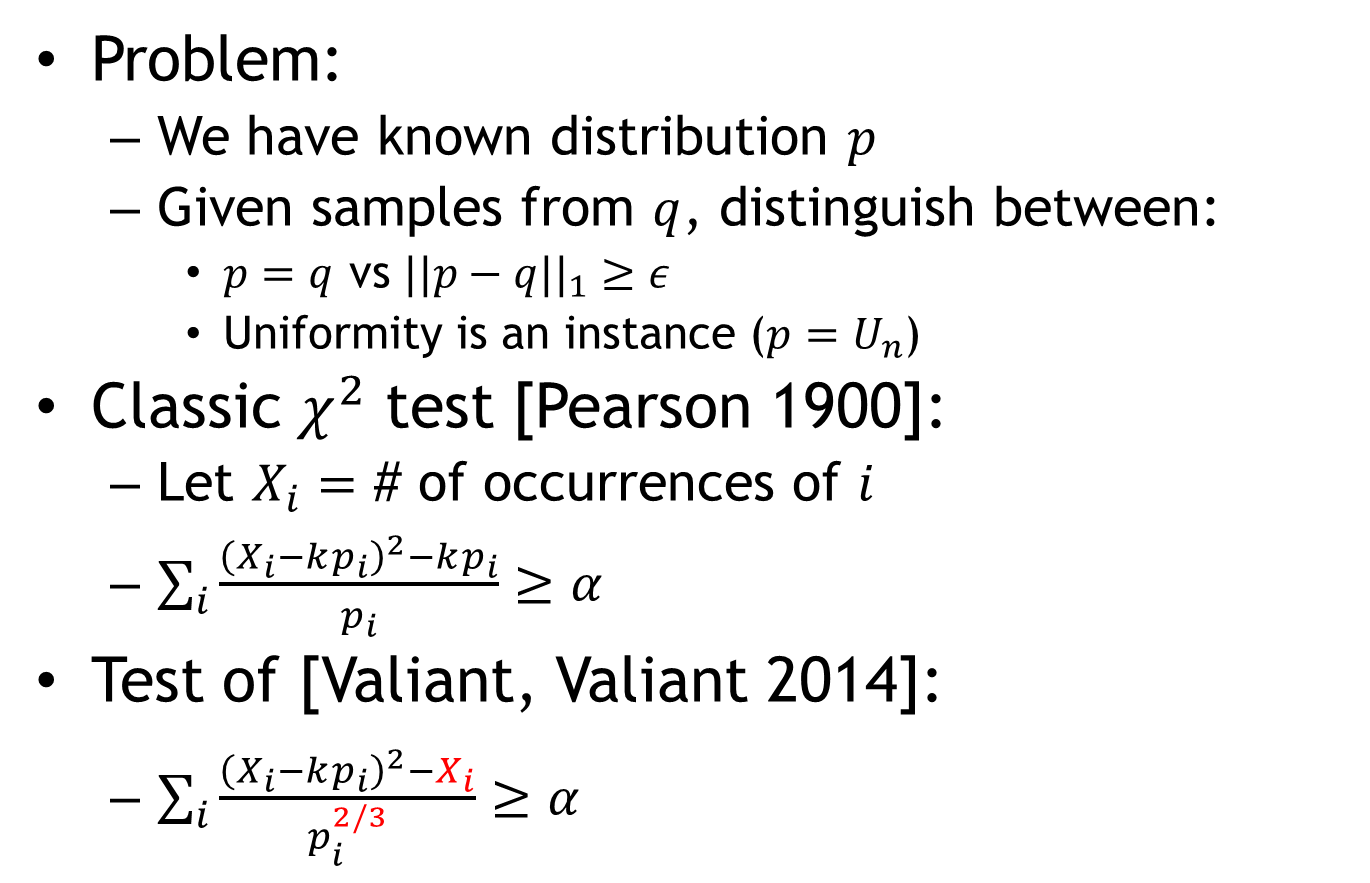 • Problem:
– We have known distribution p
– Given samples from q, distinguish between:
• p = q vs ||p − q||₁ ≥ ϵ
• Uniformity is an instance (p = Uₙ)
• Classic χ² test [Pearson 1900]:
– Let Xᵢ = # of occurrences of i
– ∑ᵢ ((Xᵢ−kpᵢ)²−kpᵢ)/pᵢ ≥ α
• Test of [Valiant, Valiant 2014]:
– ∑ᵢ ((Xᵢ−kpᵢ)²−Xᵢ)/pᵢ^(2/3) ≥ α